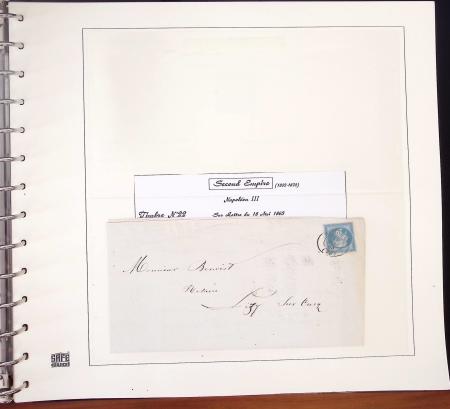 Second Empire (1852-1870)
Napoléon III
Timbre N°22 Sur lettre du 18 Mai 1865
Monsieur Benoist
Notaire
Lizy Sur Ourcq
SAFE